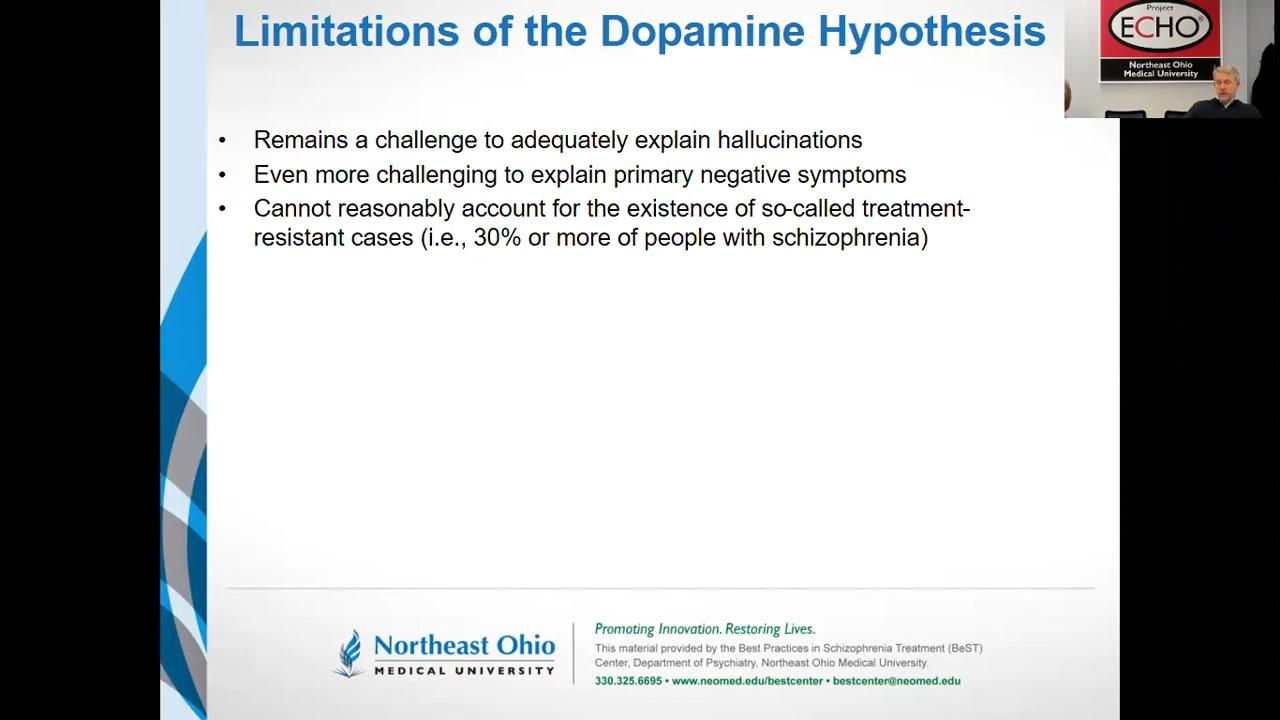 Limitations of the Dopamine Hypothesis
Project
ECHO®
Northeast Ohio
Medical University
• Remains a challenge to adequately explain hallucinations
• Even more challenging to explain primary negative symptoms
• Cannot reasonably account for the existence of so-called treatment-
resistant cases (i.e., 30% or more of people with schizophrenia)
Northeast Ohio
MEDICAL UNIVERSITY
Promoting Innovation. Restoring Lives.
This material provided by the Best Practices in Schizophrenia Treatment (BeST)
Center, Department of Psychiatry, Northeast Ohio Medical University.
330.325.6695 • www.neomed.edu/bestcenter • bestcenter@neomed.edu